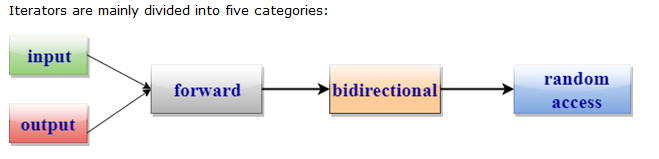 Iterators are mainly divided into five categories:
input
output
forward
bidirectional
random
access